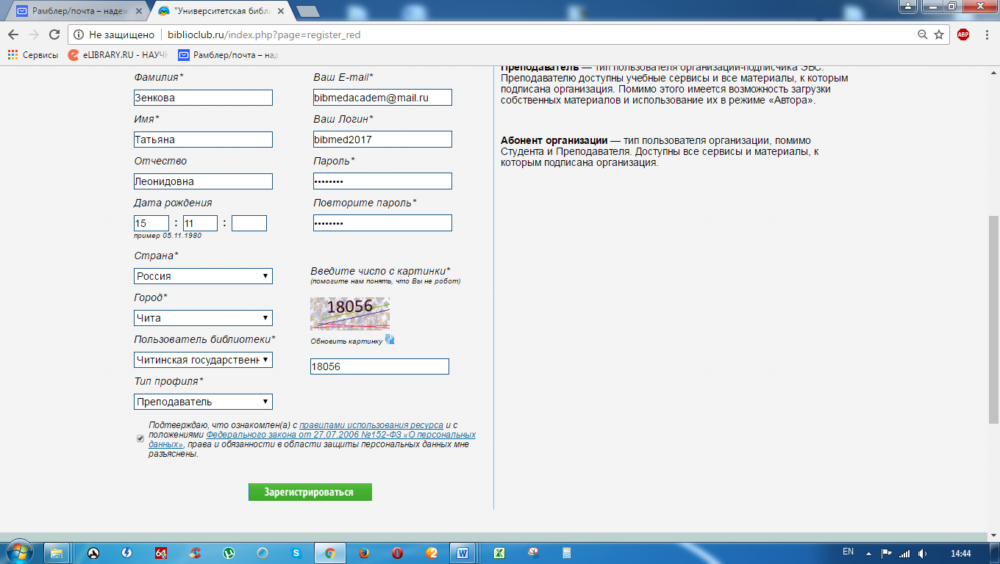 Рамблер/почта – надеж
"Университетская библи
Не защищено
biblioclub.ru/index.php?page=register_red
ABP
Сервисы
eLIBRARY.RU - НАУЧН
Рамблер/почта – над
Фамилия*
Зенкова
Имя*
Татьяна
Отчество
Леонидовна
Дата рождения
15 : 11 :
пример 05.11.1980
Страна*
Россия
Город*
Чита
Пользователь библиотеки*
Читинская государственн
Тип профиля*
Преподаватель
Ваш E-mail*
bibmedacadem@mail.ru
Ваш Логин*
bibmed2017
Пароль*
••••••••
Повторите пароль*
••••••••
Введите число с картинки*
(помогите нам понять, что Вы не робот)
18056
Обновить картинку
18056
Подтверждаю, что ознакомлен(а) с правилами использования ресурса и с
положениями Федерального закона от 27.07.2006 №152-ФЗ «О персональных
данных», права и обязанности в области защиты персональных данных мне
разъяснены.
Зарегистрироваться
Преподаватель — тип пользователя организации-подписчика ЭБС.
Преподавателю доступны учебные сервисы и все материалы, к которым
подписана организация. Помимо этого имеется возможность загрузки
собственных материалов и использование их в режиме «Автора».
Абонент организации — тип пользователя организации, помимо
Студента и Преподавателя. Доступны все сервисы и материалы, к
которым подписана организация.
64
EN
14:44